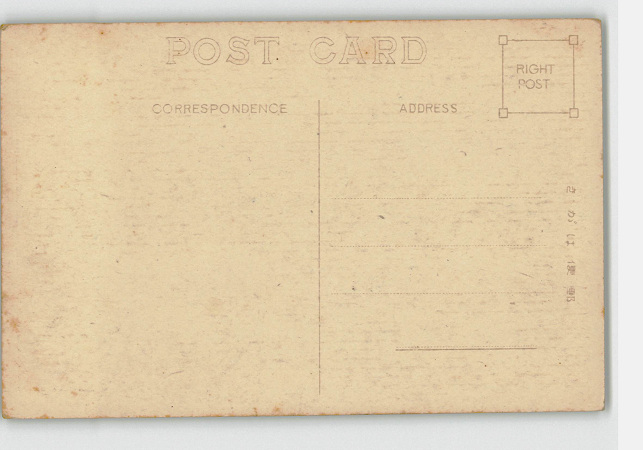 POST CARD
CORRESPONDENCE
ADDRESS
RIGHT
POST